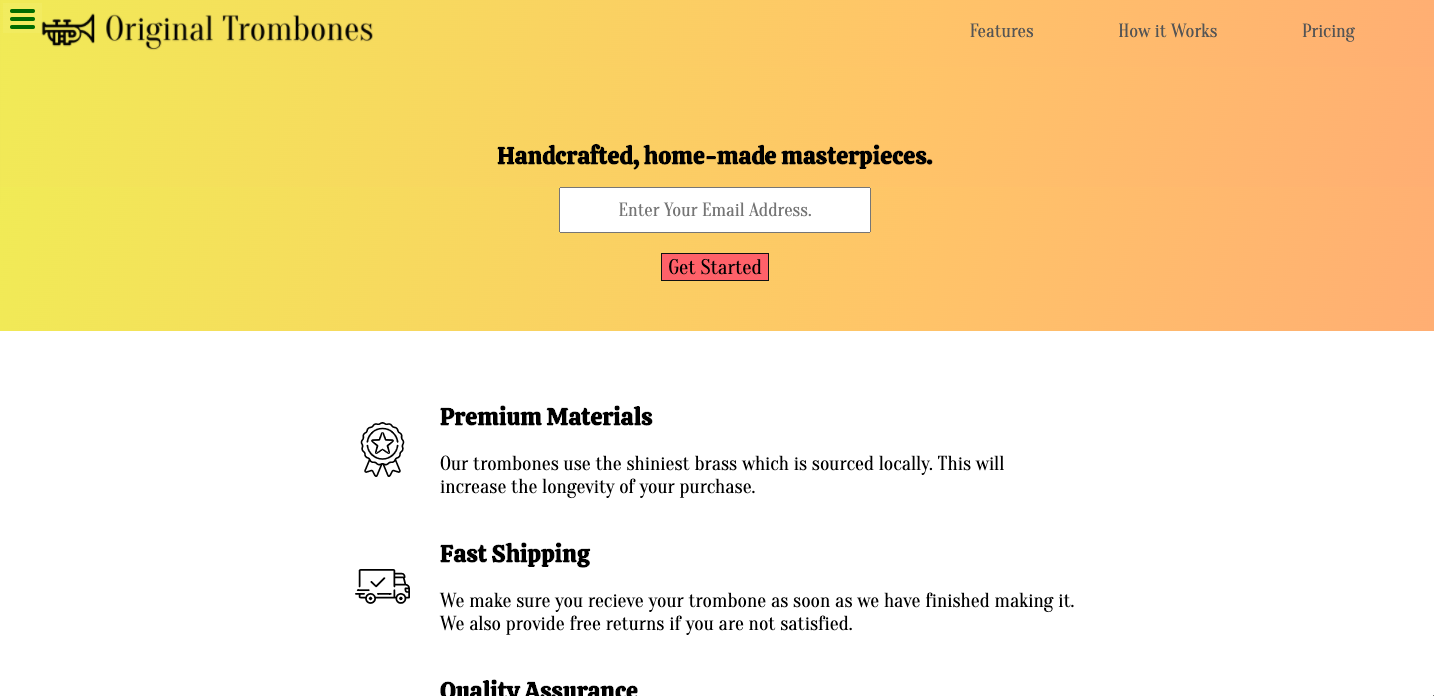 Original Trombones
Features
How it Works
Pricing
Handcrafted, home-made masterpieces.
Enter Your Email Address.
Get Started
Premium Materials
Our trombones use the shiniest brass which is sourced locally. This will
increase the longevity of your purchase.
Fast Shipping
We make sure you recieve your trombone as soon as we have finished making it.
We also provide free returns if you are not satisfied.
Quality Assurance